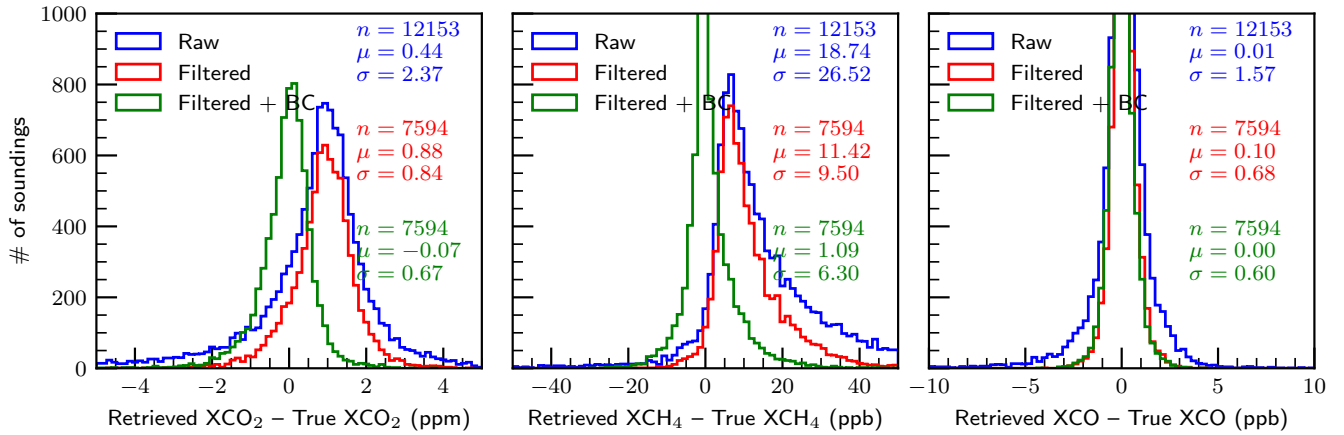 # of soundings
1000
800
600
400
200
0
Raw
Filtered
Filtered + BC
n = 12153
μ = 0.44
σ = 2.37
n = 7594
μ = 0.88
σ = 0.84
n = 7594
μ = −0.07
σ = 0.67
−4 −2 0 2 4
Retrieved XCO₂ – True XCO₂ (ppm)
Raw
Filtered
Filtered + BC
n = 12153
μ = 18.74
σ = 26.52
n = 7594
μ = 11.42
σ = 9.50
n = 7594
μ = 1.09
σ = 6.30
−40 −20 0 20 40
Retrieved XCH₄ – True XCH₄ (ppb)
Raw
Filtered
Filtered + BC
n = 12153
μ = 0.01
σ = 1.57
n = 7594
μ = 0.10
σ = 0.68
n = 7594
μ = 0.00
σ = 0.60
−10 −5 0 5 10
Retrieved XCO – True XCO (ppb)